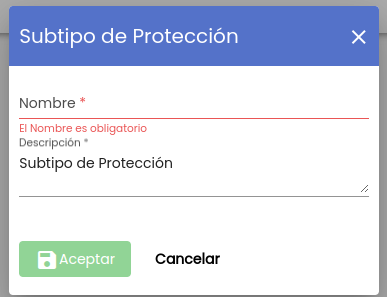 Subtipo de Protección
Nombre *
El Nombre es obligatorio
Descripción *
Subtipo de Protección
Aceptar
Cancelar